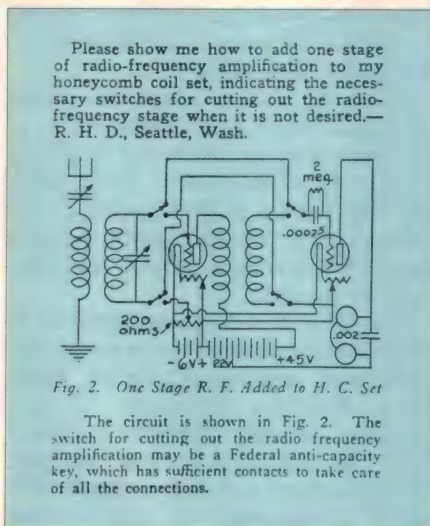 Please show me how to add one stage
of radio-frequency amplification to my
honeycomb coil set, indicating the neces-
sary switches for cutting out the radio-
frequency stage when it is not desired.—
R. H. D., Seattle, Wash.
2
meg.
.00025
200
ohms
.002
-6V+ 22V +45V
Fig. 2. One Stage R. F. Added to H. C. Set
The circuit is shown in Fig. 2. The
switch for cutting out the radio frequency
amplification may be a Federal anti-capacity
key, which has sufficient contacts to take care
of all the connections.